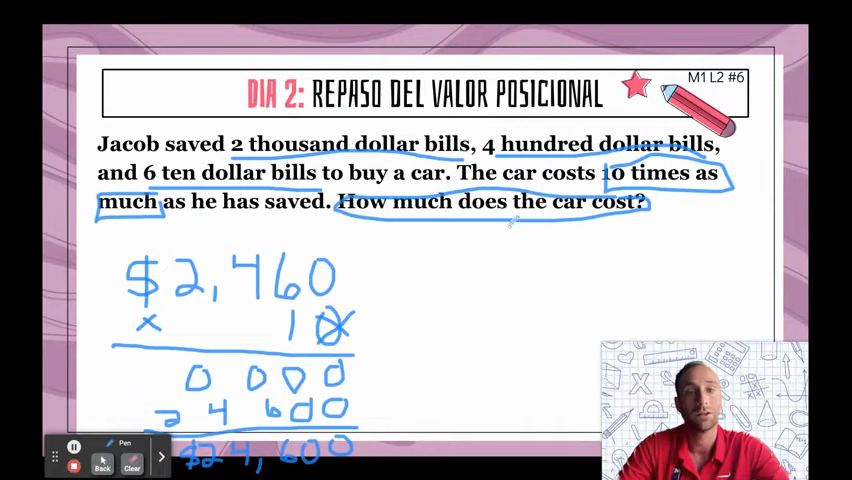 M1 L2 #6
DIA 2: REPASO DEL VALOR POSICIONAL
Jacob saved 2 thousand dollar bills, 4 hundred dollar bills,
and 6 ten dollar bills to buy a car. The car costs 10 times as
much as he has saved. How much does the car cost?
$2,460
x 10
0 0 0 0
2 4 6 0 0
$24,600
Pen
Back
Clear